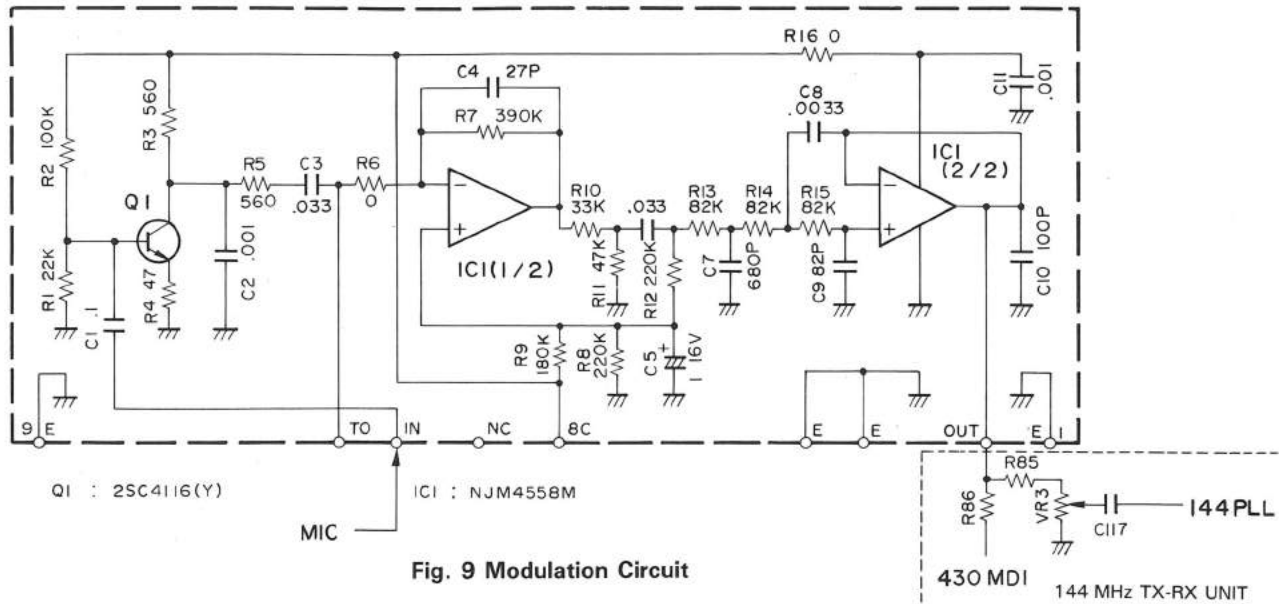 R16 0
C4 27P
C11 .001
R3 560
C8
.0033
R7 390K
R2 100K
IC1
(2/2)
R5
560
C3
.033
R6
0
Q1
R10
33K
.033
R13
82K
R14
82K
R15
82K
C10 100P
IC1(1/2)
C2 .001
R1 22K
R4 47
R11 47K
R12 220K
C7
680P
C9 82P
C1 .1
R9
180K
R8
220K
C5 +
1 16V
9 E
TO
IN
NC
8C
E
E
OUT
E 1
Q1 : 2SC4116(Y)
IC1 : NJM4558M
R85
R86
VR3
C117
144PLL
MIC
Fig. 9 Modulation Circuit
430 MDI
144 MHz TX-RX UNIT